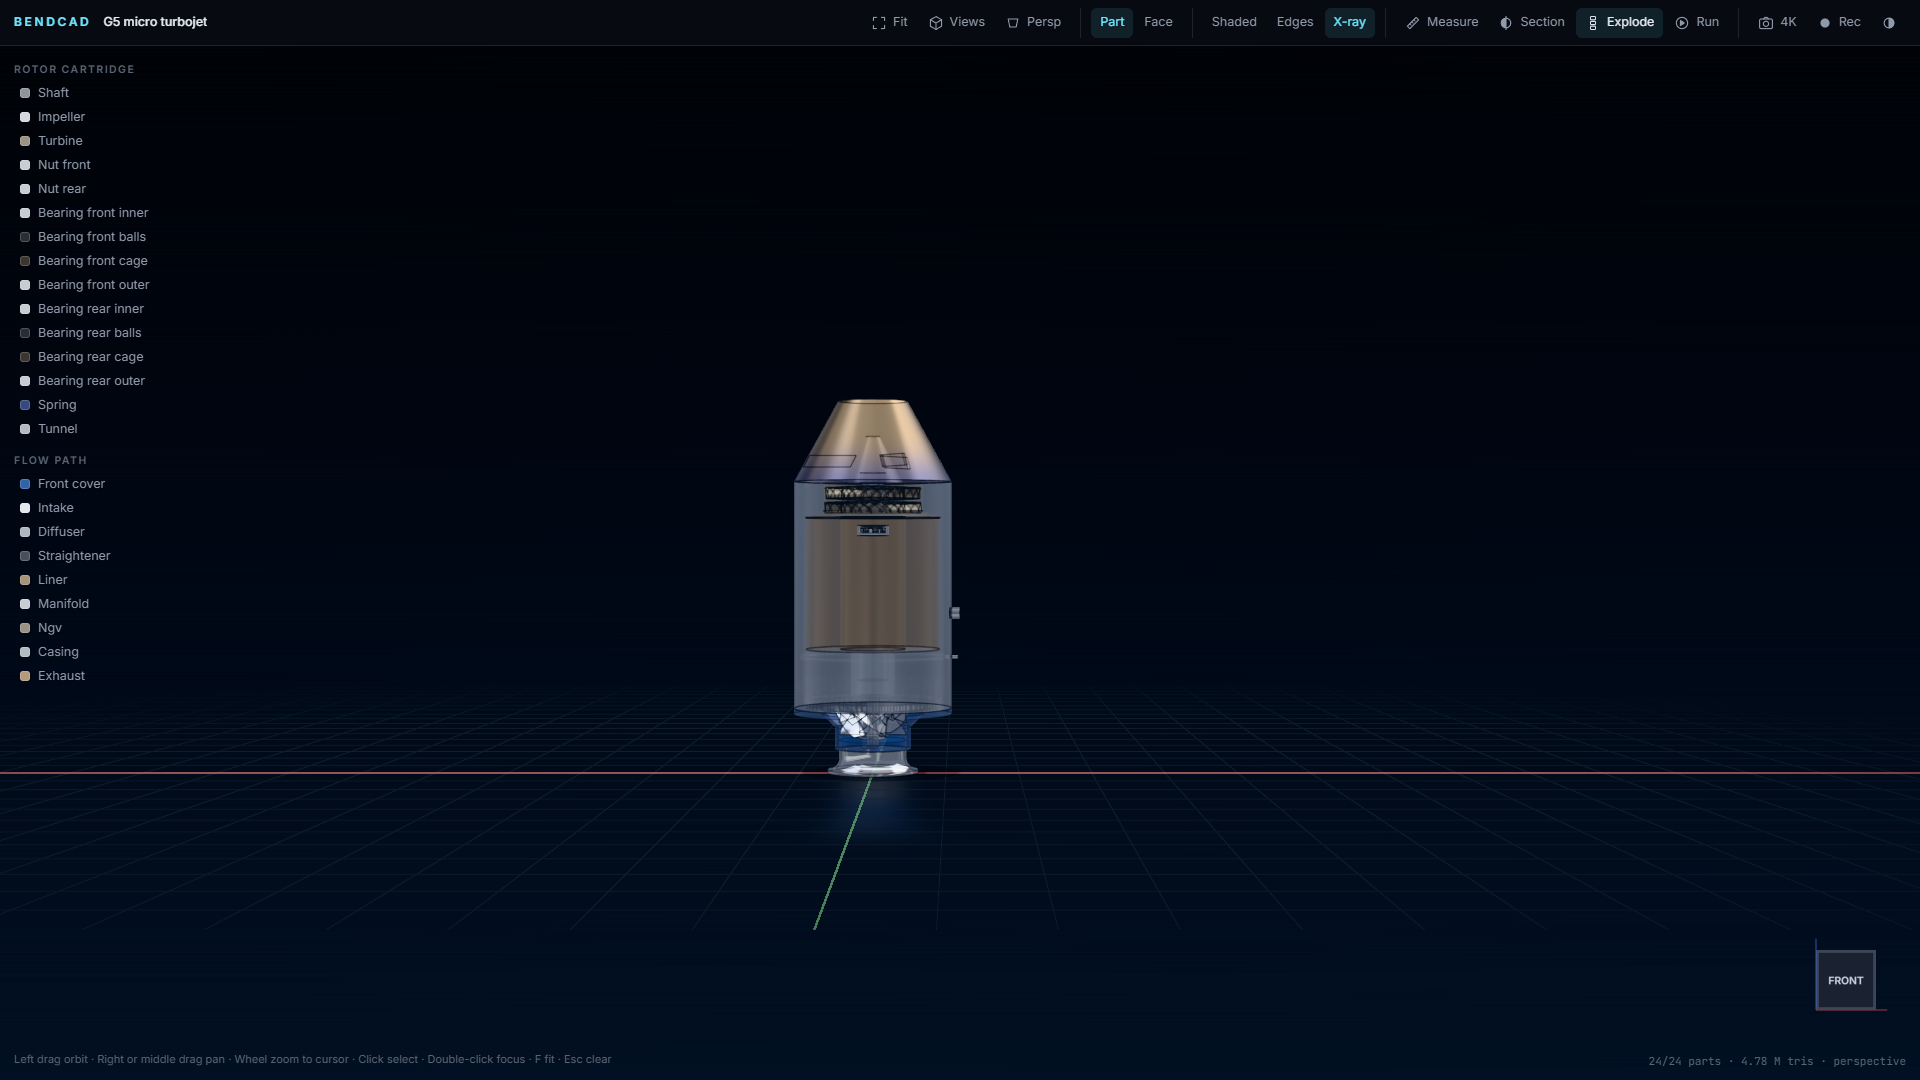 BENDCAD G5 micro turbojet Fit Views Persp Part Face Shaded Edges X-ray Measure Section Explode Run 4K Rec
ROTOR CARTRIDGE
Shaft
Impeller
Turbine
Nut front
Nut rear
Bearing front inner
Bearing front balls
Bearing front cage
Bearing front outer
Bearing rear inner
Bearing rear balls
Bearing rear cage
Bearing rear outer
Spring
Tunnel
FLOW PATH
Front cover
Intake
Diffuser
Straightener
Liner
Manifold
Ngv
Casing
Exhaust
FRONT
Left drag orbit · Right or middle drag pan · Wheel zoom to cursor · Click select · Double-click focus · F fit · Esc clear
24/24 parts · 4.78 M tris · perspective